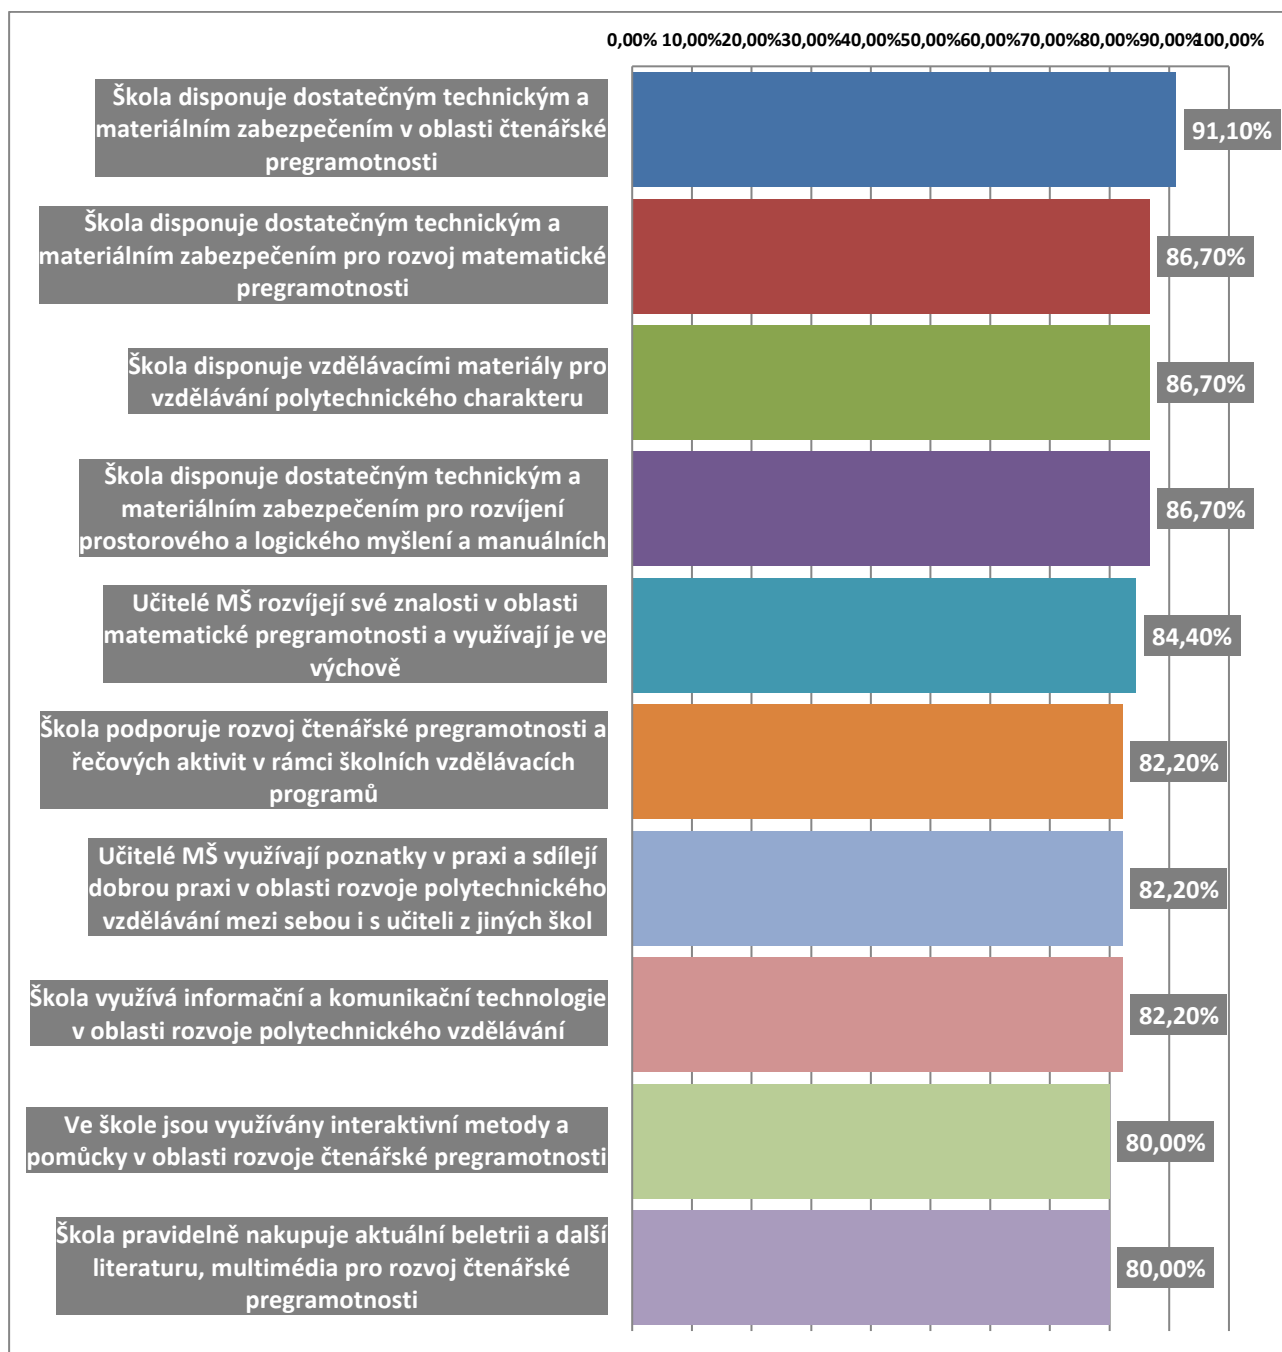 0,00% 10,00% 20,00% 30,00% 40,00% 50,00% 60,00% 70,00% 80,00% 90,00% 100,00%
Škola disponuje dostatečným technickým a
materiálním zabezpečením v oblasti čtenářské
pregramotnosti
91,10%
Škola disponuje dostatečným technickým a
materiálním zabezpečením pro rozvoj matematické
pregramotnosti
86,70%
Škola disponuje vzdělávacími materiály pro
vzdělávání polytechnického charakteru
86,70%
Škola disponuje dostatečným technickým a
materiálním zabezpečením pro rozvíjení
prostorového a logického myšlení a manuálních
86,70%
Učitelé MŠ rozvíjejí své znalosti v oblasti
matematické pregramotnosti a využívají je ve
výchově
84,40%
Škola podporuje rozvoj čtenářské pregramotnosti a
řečových aktivit v rámci školních vzdělávacích
programů
82,20%
Učitelé MŠ využívají poznatky v praxi a sdílejí
dobrou praxi v oblasti rozvoje polytechnického
vzdělávání mezi sebou i s učiteli z jiných škol
82,20%
Škola využívá informační a komunikační technologie
v oblasti rozvoje polytechnického vzdělávání
82,20%
Ve škole jsou využívány interaktivní metody a
pomůcky v oblasti rozvoje čtenářské pregramotnosti
80,00%
Škola pravidelně nakupuje aktuální beletrii a další
literaturu, multimédia pro rozvoj čtenářské
pregramotnosti
80,00%